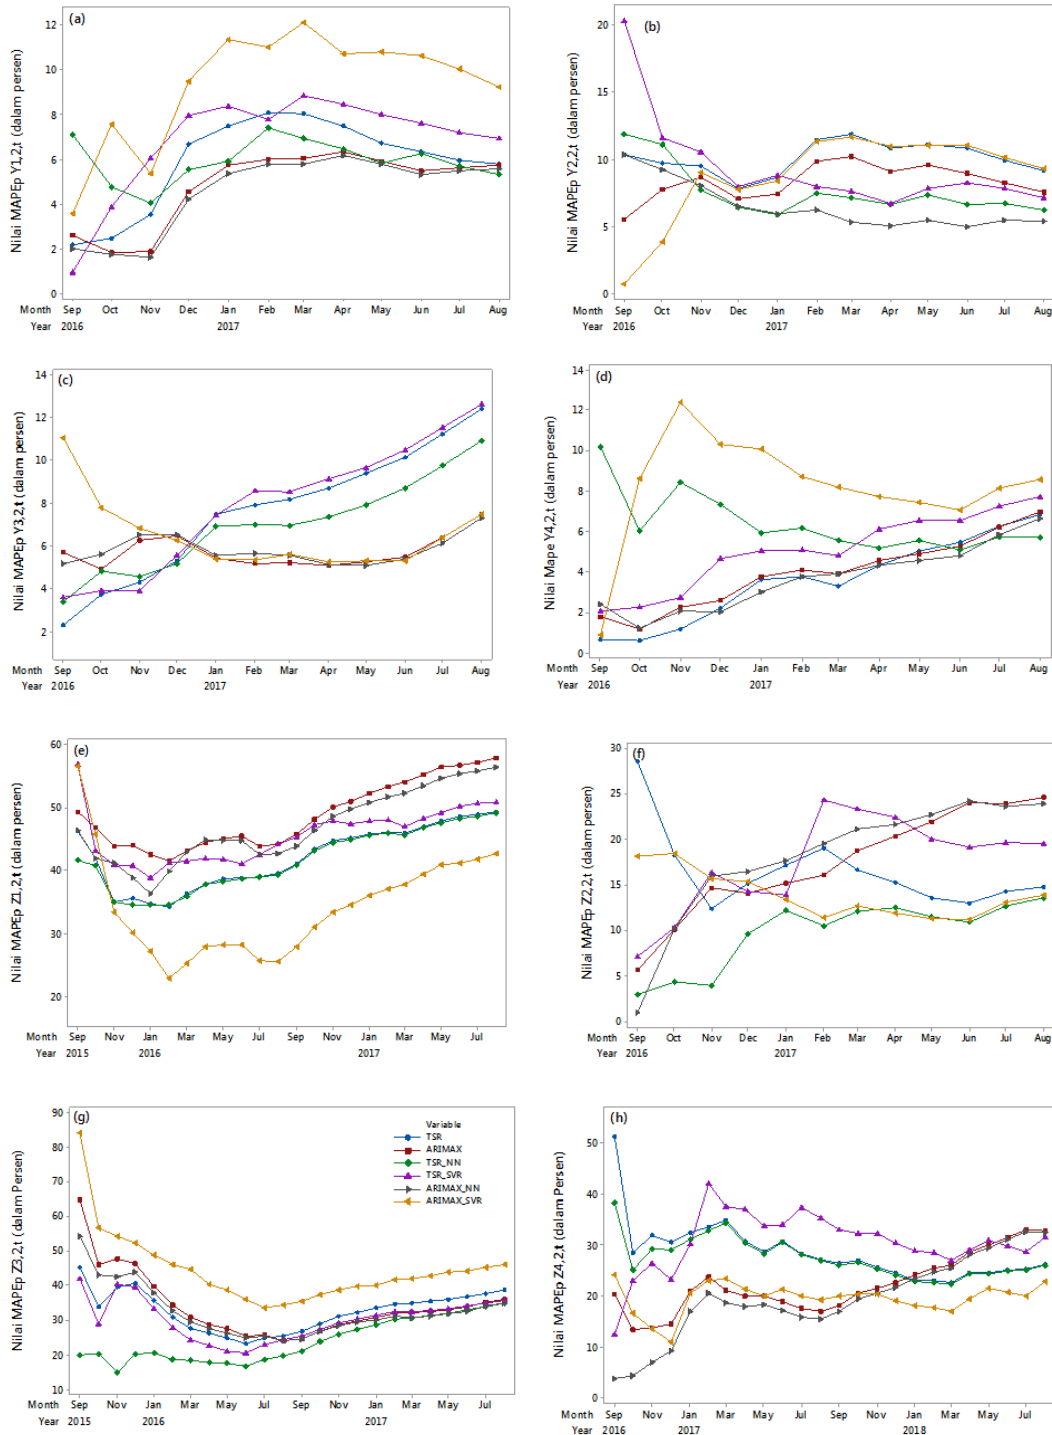 (a)
Nilai MAPEp Y1,2,t (dalam persen)
12
10
8
6
4
2
0
Month Sep Oct Nov Dec Jan Feb Mar Apr May Jun Jul Aug
Year 2016 2017
(b)
Nilai MAPEp Y2,2,t (dalam persen)
20
15
10
5
0
Month Sep Oct Nov Dec Jan Feb Mar Apr May Jun Jul Aug
Year 2016 2017
(c)
Nilai MAPEp Y3,2,t (dalam persen)
14
12
10
8
6
4
2
Month Sep Oct Nov Dec Jan Feb Mar Apr May Jun Jul Aug
Year 2016 2017
(d)
Nilai Mape Y4,2,t (dalam persen)
14
12
10
8
6
4
2
0
Month Sep Oct Nov Dec Jan Feb Mar Apr May Jun Jul Aug
Year 2016 2017
(e)
Nilai MAPEp Z1,2,t (dalam persen)
60
50
40
30
20
Month Sep Nov Jan Mar May Jul Sep Nov Jan Mar May Jul
Year 2015 2016 2017
(f)
Nilai MAPEp Z2,2,t (dalam persen)
30
25
20
15
10
5
0
Month Sep Oct Nov Dec Jan Feb Mar Apr May Jun Jul Aug
Year 2016 2017
(g)
Nilai MAPEp Z3,2,t (dalam Persen)
90
80
70
60
50
40
30
20
10
Variable
TSR
ARIMAX
TSR_NN
TSR_SVR
ARIMAX_NN
ARIMAX_SVR
Month Sep Nov Jan Mar May Jul Sep Nov Jan Mar May Jul
Year 2015 2016 2017
(h)
Nilai MAPEp Z4,2,t (dalam Persen)
50
40
30
20
10
0
Month Sep Nov Jan Mar May Jul Sep Nov Jan Mar May Jul
Year 2016 2017 2018